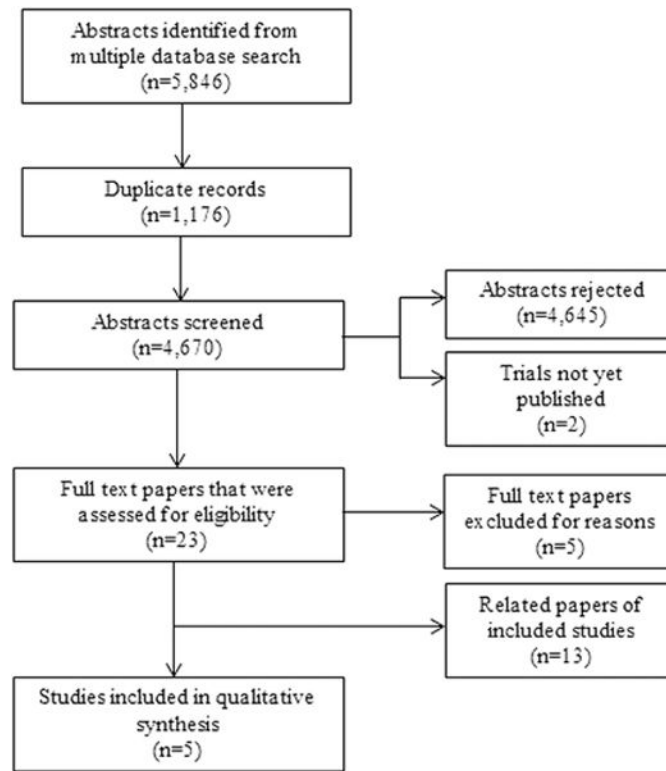 Abstracts identified from
multiple database search
(n=5,846)
Duplicate records
(n=1,176)
Abstracts screened
(n=4,670)
Abstracts rejected
(n=4,645)
Trials not yet
published
(n=2)
Full text papers that were
assessed for eligibility
(n=23)
Full text papers
excluded for reasons
(n=5)
Related papers of
included studies
(n=13)
Studies included in qualitative
synthesis
(n=5)